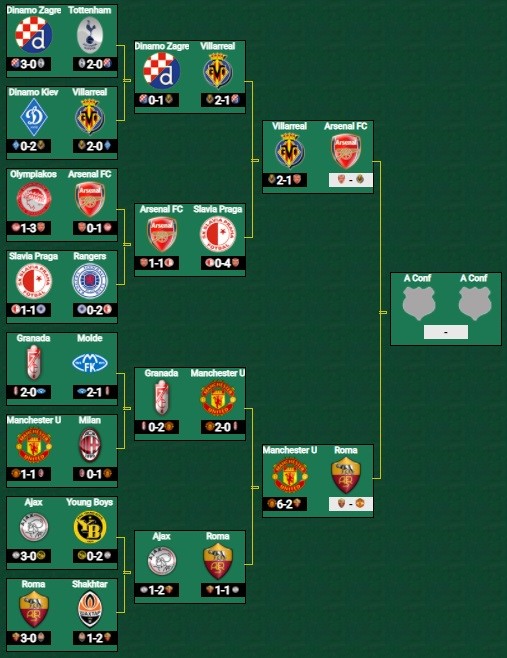 Dinamo Zagre Tottenham
3-0 2-0
Dinamo Kiev Villarreal
0-2 2-0
Olympiakos Arsenal FC
1-3 0-1
Slavia Praga Rangers
1-1 0-2
Granada Molde
2-0 2-1
Manchester U Milan
1-1 0-1
Ajax Young Boys
3-0 0-2
Roma Shakhtar
3-0 1-2
Dinamo Zagre Villarreal
0-1 2-1
Arsenal FC Slavia Praga
1-1 0-4
Granada Manchester U
0-2 2-0
Ajax Roma
1-2 1-1
Villarreal Arsenal FC
2-1 -
Manchester U Roma
6-2 -
A Conf A Conf
-